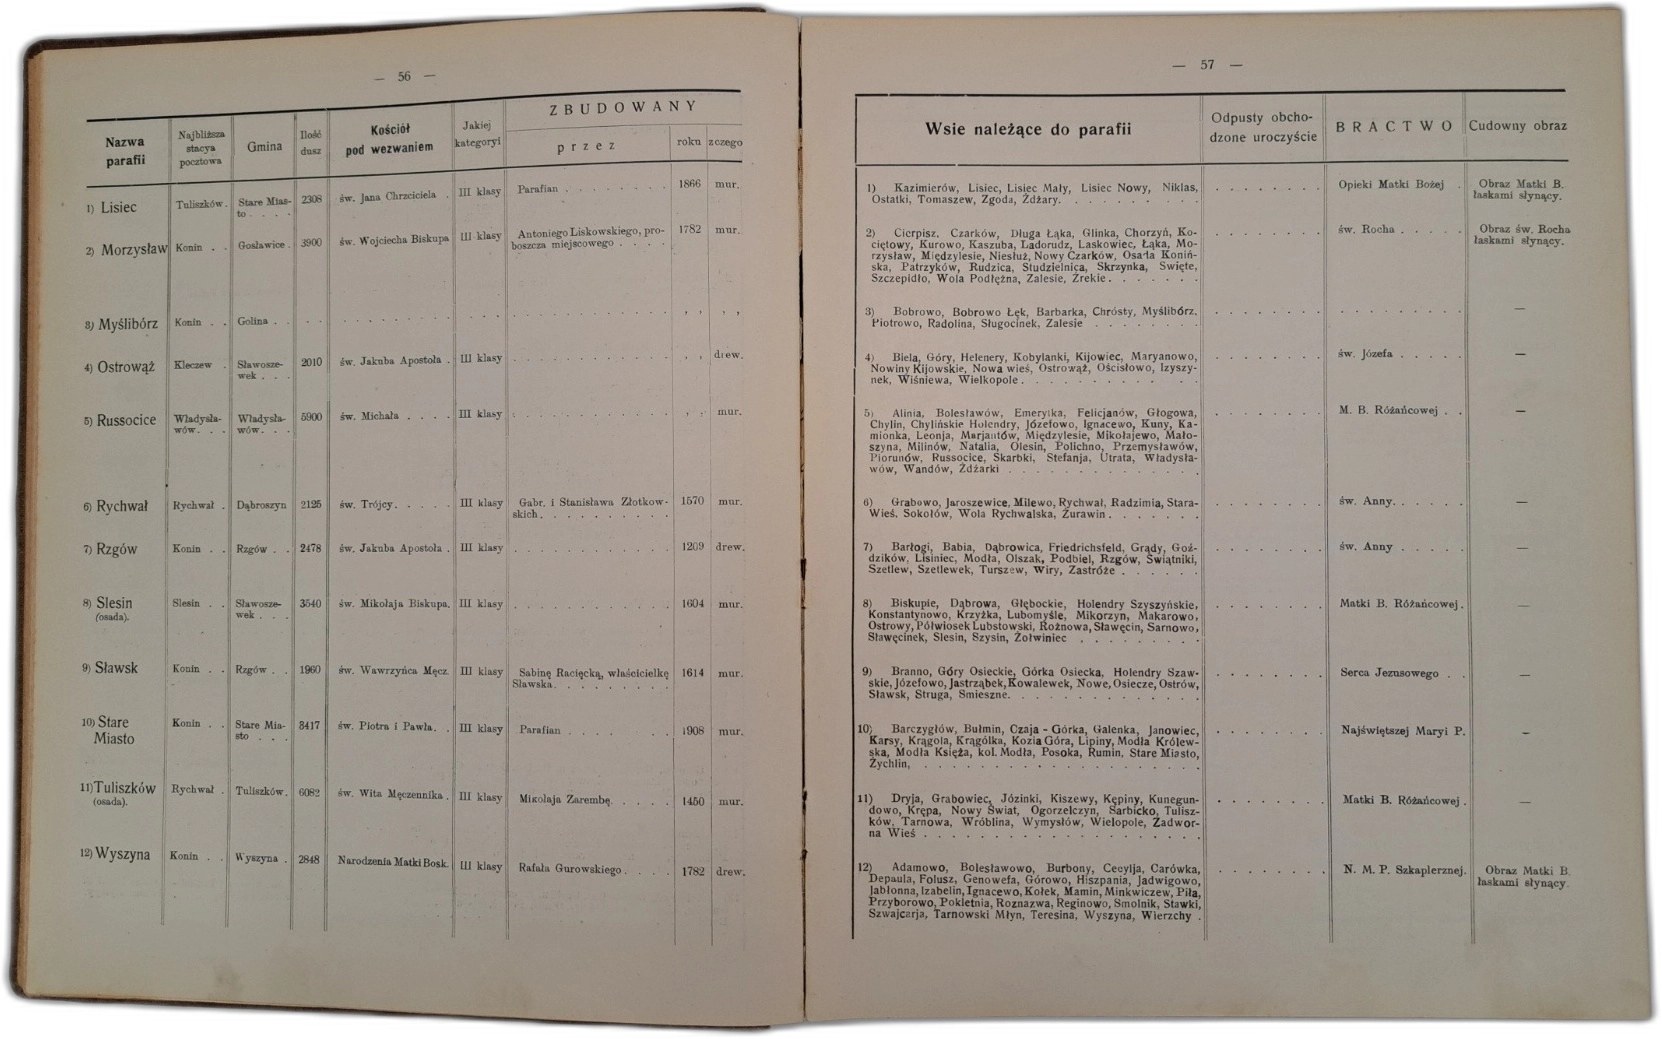 — 56 —
Nazwa parafii | Najbliższa stacya pocztowa | Gmina | Ilość dusz | Kościół pod wezwaniem | Jakiej kategoryi | ZBUDOWANY
przez | roku | z czego
1) Lisiec | Tuliszków . | Stare Mias-
to . . . . | 2308 | św. Jana Chrzciciela . | III klasy | Parafian . . . . . . . . | 1866 | mur.
2) Morzysław | Konin . . | Gosławice . | 3900 | św. Wojciecha Biskupa | III klasy | Antoniego Liskowskiego, pro-
boszcza miejscowego . . . . | 1782 | mur.
3) Myślibórz | Konin . . | Golina . .
4) Ostrowąż | Kleczew . | Sławosze-
wek . . . | 2010 | św. Jakuba Apostoła . | III klasy | . . . . . . . . . . . | , , | drew.
5) Russocice | Władysła-
wów. . . | Władysła-
wów. . . | 5900 | św. Michała . . . . | III klasy | . . . . . . . . . . . | , , | mur.
6) Rychwał | Rychwał . | Dąbroszyn | 2125 | św. Trójcy. . . . . | III klasy | Gabr. i Stanisława Złotkow-
skich. . . . . . . . . . | 1570 | mur.
7) Rzgów | Konin . . | Rzgów . . | 2478 | św. Jakuba Apostoła . | III klasy | . . . . . . . . . . . | 1209 | drew.
8) Slesin
(osada). | Slesin . . | Sławosze-
wek . . . | 3540 | św. Mikołaja Biskupa. | III klasy | . . . . . . . . . . . | 1604 | mur.
9) Sławsk | Konin . . | Rzgów . . | 1960 | św. Wawrzyńca Męcz. | III klasy | Sabinę Racięcką, właścicielkę
Sławska. . . . . . . . . | 1614 | mur.
10) Stare
Miasto | Konin . . | Stare Mia-
sto . . . | 3417 | św. Piotra i Pawła. . | III klasy | Parafian . . . . . . . . | 1908 | mur.
11) Tuliszków
(osada). | Rychwał . | Tuliszków. | 6082 | św. Wita Męczennika . | III klasy | Mikołaja Zarembę. . . . . | 1450 | mur.
12) Wyszyna | Konin . . | Wyszyna . | 2848 | Narodzenia Matki Bosk. | III klasy | Rafała Gurowskiego . . . . | 1782 | drew.
— 57 —
Wsie należące do parafii | Odpusty obcho-
dzone uroczyście | BRACTWO | Cudowny obraz
1) Kazimierów, Lisiec, Lisiec Mały, Lisiec Nowy, Niklas, | . . . . . . . . | Opieki Matki Bożej . | Obraz Matki B.
Ostatki, Tomaszew, Zgoda, Żdżary. . . . . . . . . | łaskami słynący.
2) Cierpisz, Czarków, Długa Łąka, Glinka, Chorzyń, Ko- | . . . . . . . . | św. Rocha . . . . . | Obraz św. Rocha
ciętowy, Kurowo, Kaszuba, Ladorudz, Laskowiec, Łąka, Mo- | łaskami słynący.
rzysław, Międzylesie, Niesłuż, Nowy Czarków, Osada Koniń-
ska, Patrzyków, Rudzica, Studzielnica, Skrzynka, Swięte,
Szczepidło, Wola Podłężna, Zalesie, Zrekie. . . . . . .
3) Bobrowo, Bobrowo Łęk, Barbarka, Chrósty, Myślibórz, | . . . . . . . . | . . . . . . . . . | —
Piotrowo, Radolina, Sługocinek, Zalesie . . . . . . . .
4) Biela, Góry, Helenery, Kobylanki, Kijowiec, Maryanowo, | . . . . . . . . | św. Józefa . . . . . | —
Nowiny Kijowskie, Nowa wieś, Ostrowąż, Ościsłowo, Izyszy-
nek, Wiśniewa, Wielkopole . . . . . . . . . . . . .
5) Alinia, Bolesławów, Emerytka, Felicjanów, Głogowa, | . . . . . . . . | M. B. Różańcowej . . | —
Chylin, Chylińskie Holendry, Józefowo, Ignacewo, Kuny, Ka-
mionka, Leonja, Marjantów, Międzylesie, Mikołajewo, Mało-
szyna, Milinów, Natalia, Olesin, Polichno, Przemysławów,
Piorunów, Russocice, Skarbki, Stefanja, Utrata, Władysła-
wów, Wandów, Żdżarki . . . . . . . . . . . . . .
6) Grabowo, Jaroszewice, Milewo, Rychwał, Radzimia, Stara- | . . . . . . . . | św. Anny. . . . . . | —
Wieś, Sokołów, Wola Rychwalska, Żurawin . . . . . . .
7) Barłogi, Babia, Dąbrowica, Friedrichsfeld, Grądy, Goź- | . . . . . . . . | św. Anny . . . . . | —
dzików, Lisiniec, Modła, Olszak, Podbiel, Rzgów, Swiątniki,
Szetlew, Szetlewek, Turszew, Wiry, Zastróże . . . . . .
8) Biskupie, Dąbrowa, Głębockie, Holendry Szyszyńskie, | . . . . . . . . | Matki B. Różańcowej. | —
Konstantynowo, Krzyżka, Lubomyśle, Mikorzyn, Makarowo,
Ostrowy, Półwiosek Lubstowski, Rożnowa, Sławęcin, Sarnowo,
Sławęcinek, Slesin, Szysin, Żołwiniec . . . . . . . . .
9) Branno, Góry Osieckie, Górka Osiecka, Holendry Szaw- | . . . . . . . . | Serca Jezusowego . . | —
skie, Józefowo, Jastrząbek, Kowalewek, Nowe, Osiecze, Ostrów,
Sławsk, Struga, Smieszne. . . . . . . . . . . . . .
10) Barczygłów, Bułmin, Czaja - Górka, Galenka, Janowiec, | . . . . . . . . | Najświętszej Maryi P. | —
Karsy, Krągola, Krągólka, Kozia Góra, Lipiny, Modła Królew-
ska, Modła Księża, kol. Modła, Posoka, Rumin, Stare Miasto,
Żychlin, . . . . . . . . . . . . . . . . . . . .
11) Dryja, Grabowiec, Józinki, Kiszewy, Kępiny, Kunegun- | . . . . . . . . | Matki B. Różańcowej . | —
dowo, Krępa, Nowy Świat, Ogorzelczyn, Sarbicko, Tulisz-
ków, Tarnowa, Wróblina, Wymysłów, Wielopole, Zadwor-
na Wieś . . . . . . . . . . . . . . . . . . . .
12) Adamowo, Bolesławowo, Burbony, Cecylja, Carówka, | . . . . . . . . | N. M. P. Szkaplerznej. | Obraz Matki B.
Depaula, Folusz, Genowefa, Górowo, Hiszpania, Jadwigowo, | łaskami słynący.
Jabłonna, Izabelin, Ignacewo, Kołek, Mamin, Minkwiczew, Piła,
Przyborowo, Pokietnia, Roznazwa, Reginowo, Smolnik, Stawki,
Szwajcarja, Tarnowski Młyn, Teresina, Wyszyna, Wierzchy .